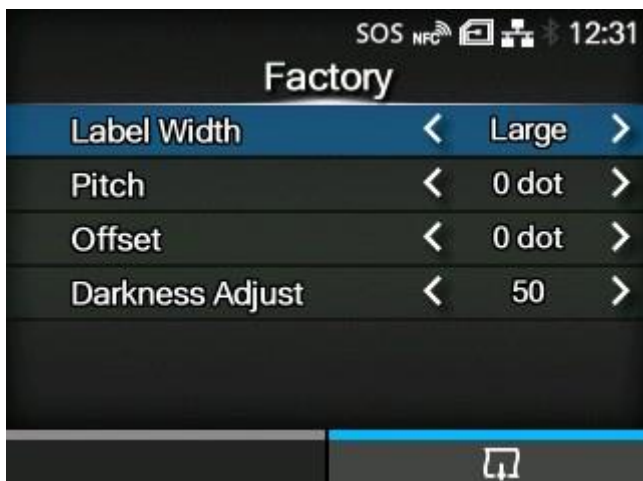 SOS NFC 12:31
Factory
Label Width < Large >
Pitch < 0 dot >
Offset < 0 dot >
Darkness Adjust < 50 >